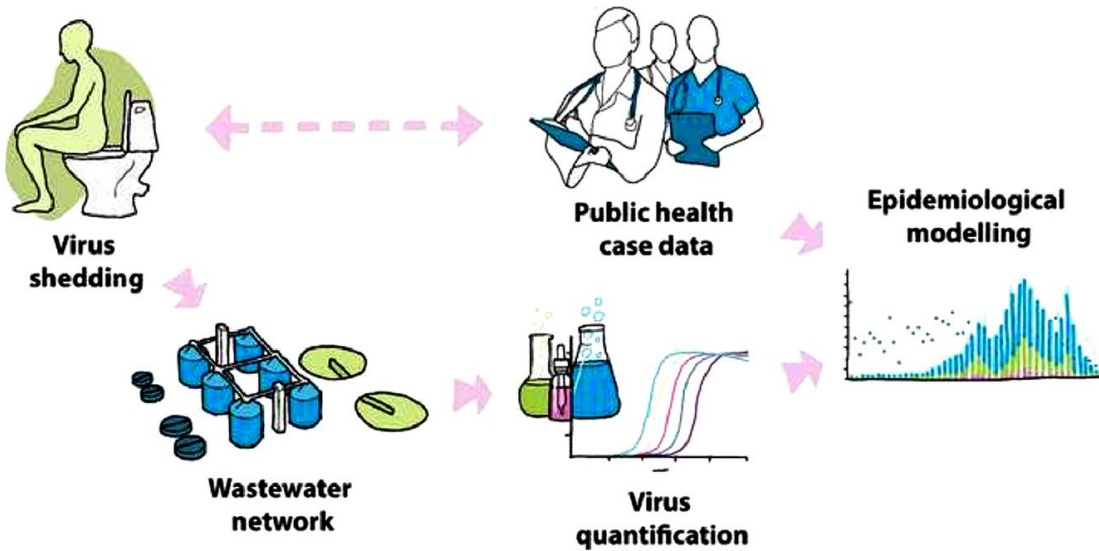 Virus
shedding
Public health
case data
Epidemiological
modelling
Wastewater
network
Virus
quantification